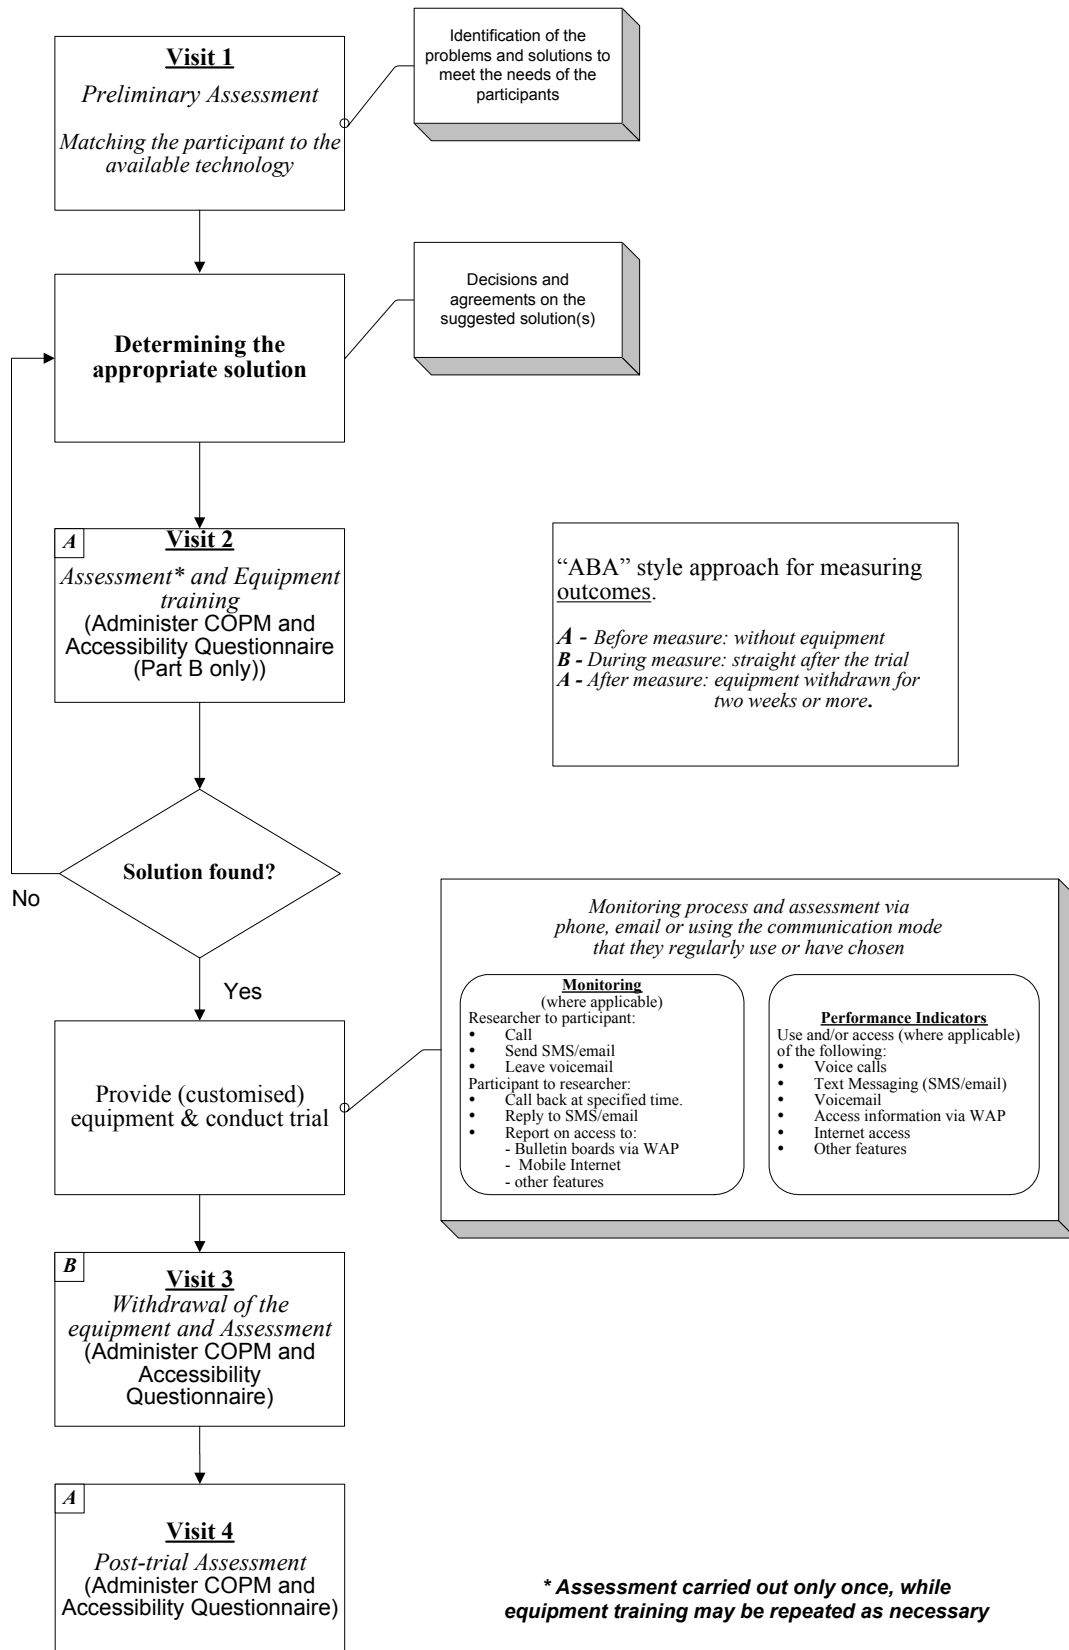 Visit 1
Preliminary Assessment
Matching the participant to the
available technology
Identification of the
problems and solutions to
meet the needs of the
participants
Determining the
appropriate solution
Decisions and
agreements on the
suggested solution(s)
A
Visit 2
Assessment* and Equipment
training
(Administer COPM and
Accessibility Questionnaire
(Part B only))
"ABA" style approach for measuring
outcomes.
A - Before measure: without equipment
B - During measure: straight after the trial
A - After measure: equipment withdrawn for
two weeks or more.
Solution found?
No
Yes
Provide (customised)
equipment & conduct trial
Monitoring process and assessment via
phone, email or using the communication mode
that they regularly use or have chosen
Monitoring
(where applicable)
Researcher to participant:
• Call
• Send SMS/email
• Leave voicemail
Participant to researcher:
• Call back at specified time.
• Reply to SMS/email
• Report on access to:
- Bulletin boards via WAP
- Mobile Internet
- other features
Performance Indicators
Use and/or access (where applicable)
of the following:
• Voice calls
• Text Messaging (SMS/email)
• Voicemail
• Access information via WAP
• Internet access
• Other features
B
Visit 3
Withdrawal of the
equipment and Assessment
(Administer COPM and
Accessibility
Questionnaire)
A
Visit 4
Post-trial Assessment
(Administer COPM and
Accessibility Questionnaire)
* Assessment carried out only once, while
equipment training may be repeated as necessary